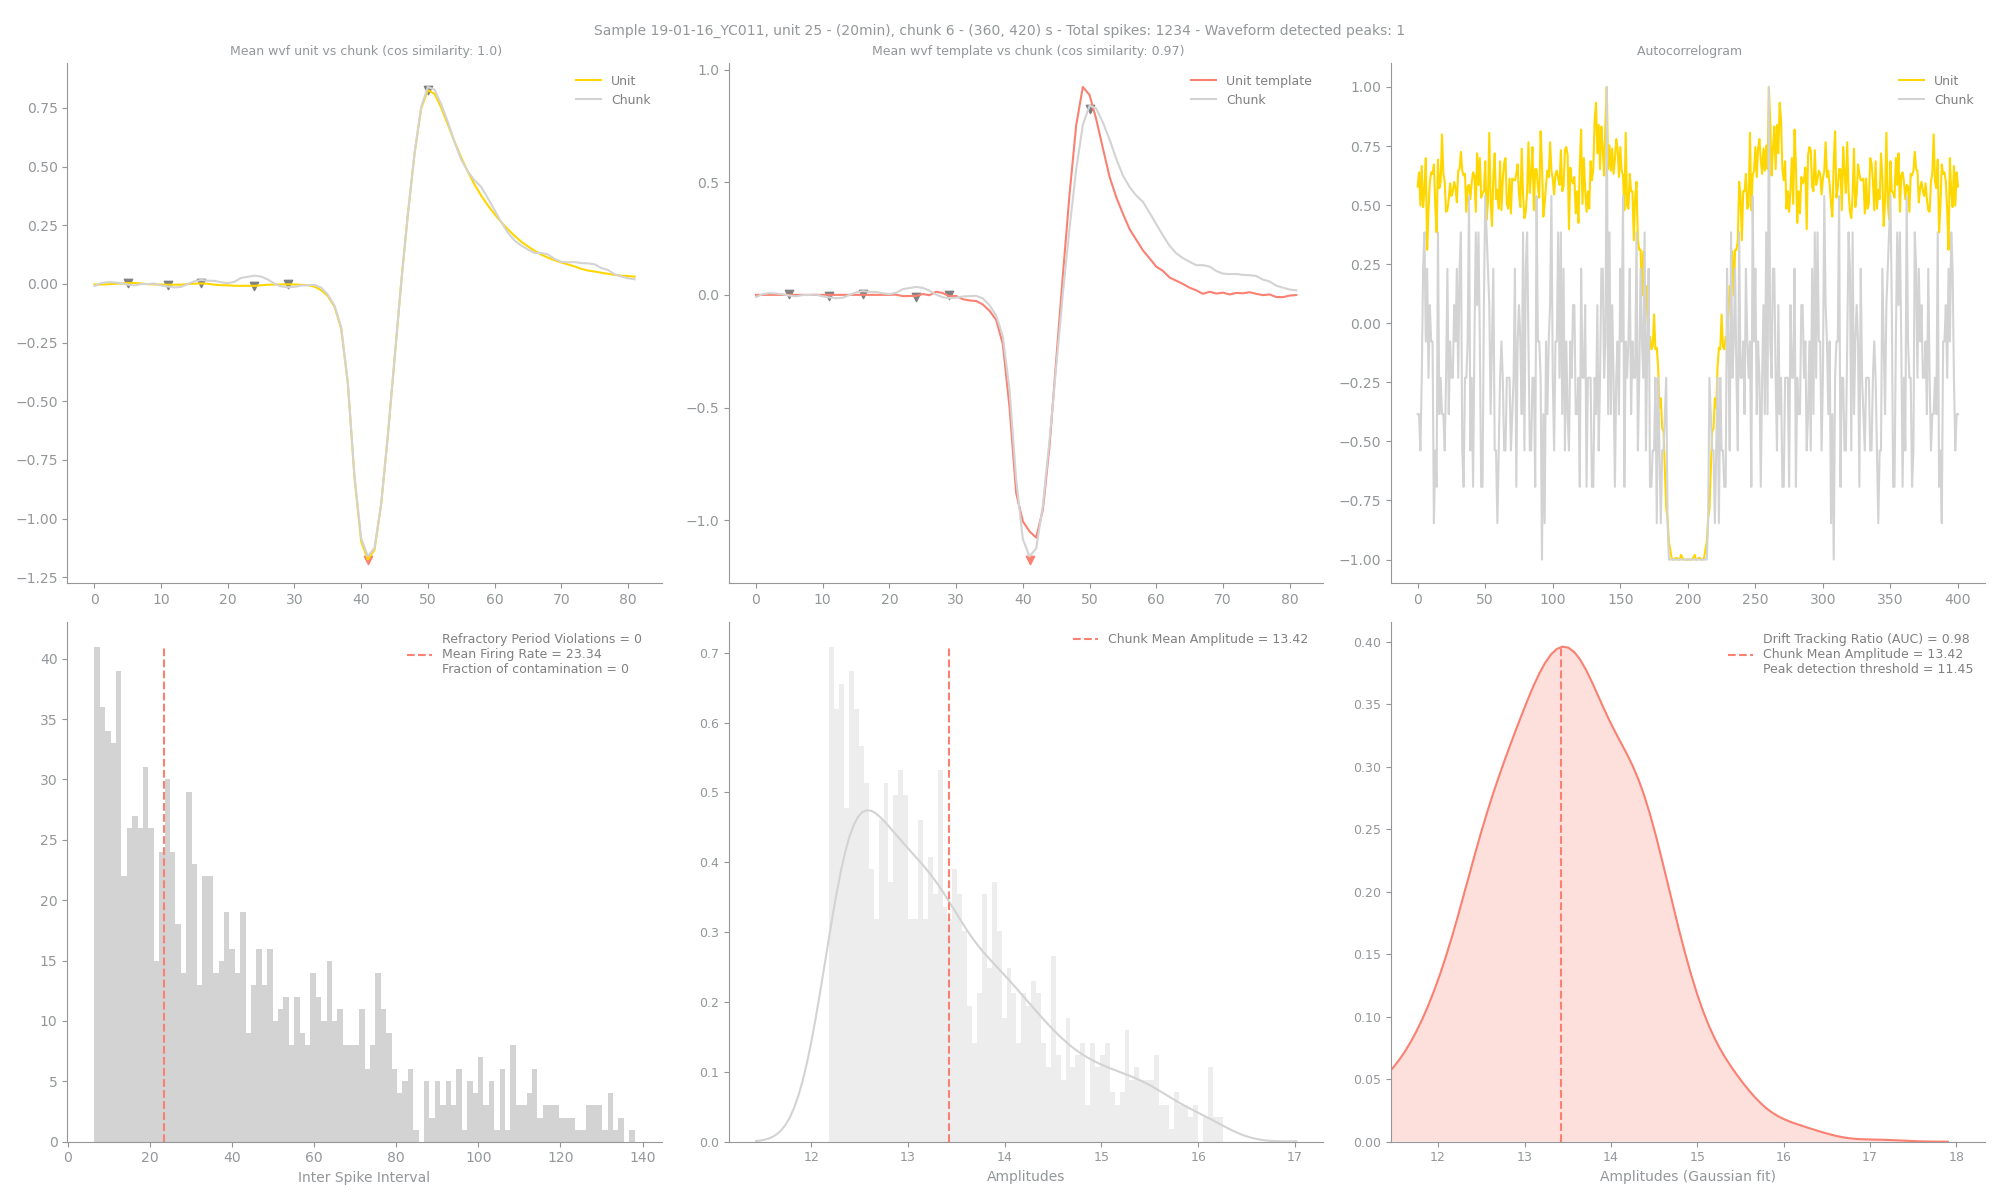 Sample 19-01-16_YC011, unit 25 - (20min), chunk 6 - (360, 420) s - Total spikes: 1234 - Waveform detected peaks: 1
Mean wvf unit vs chunk (cos similarity: 1.0)
Unit
Chunk
0.75
0.50
0.25
0.00
−0.25
−0.50
−0.75
−1.00
−1.25
0 10 20 30 40 50 60 70 80
Mean wvf template vs chunk (cos similarity: 0.97)
Unit template
Chunk
1.0
0.5
0.0
−0.5
−1.0
0 10 20 30 40 50 60 70 80
Autocorrelogram
Unit
Chunk
1.00
0.75
0.50
0.25
0.00
−0.25
−0.50
−0.75
−1.00
0 50 100 150 200 250 300 350 400
Refractory Period Violations = 0
Mean Firing Rate = 23.34
Fraction of contamination = 0
40
35
30
25
20
15
10
5
0
0 20 40 60 80 100 120 140
Inter Spike Interval
Chunk Mean Amplitude = 13.42
0.7
0.6
0.5
0.4
0.3
0.2
0.1
0.0
12 13 14 15 16 17
Amplitudes
Drift Tracking Ratio (AUC) = 0.98
Chunk Mean Amplitude = 13.42
Peak detection threshold = 11.45
0.40
0.35
0.30
0.25
0.20
0.15
0.10
0.05
0.00
12 13 14 15 16 17 18
Amplitudes (Gaussian fit)